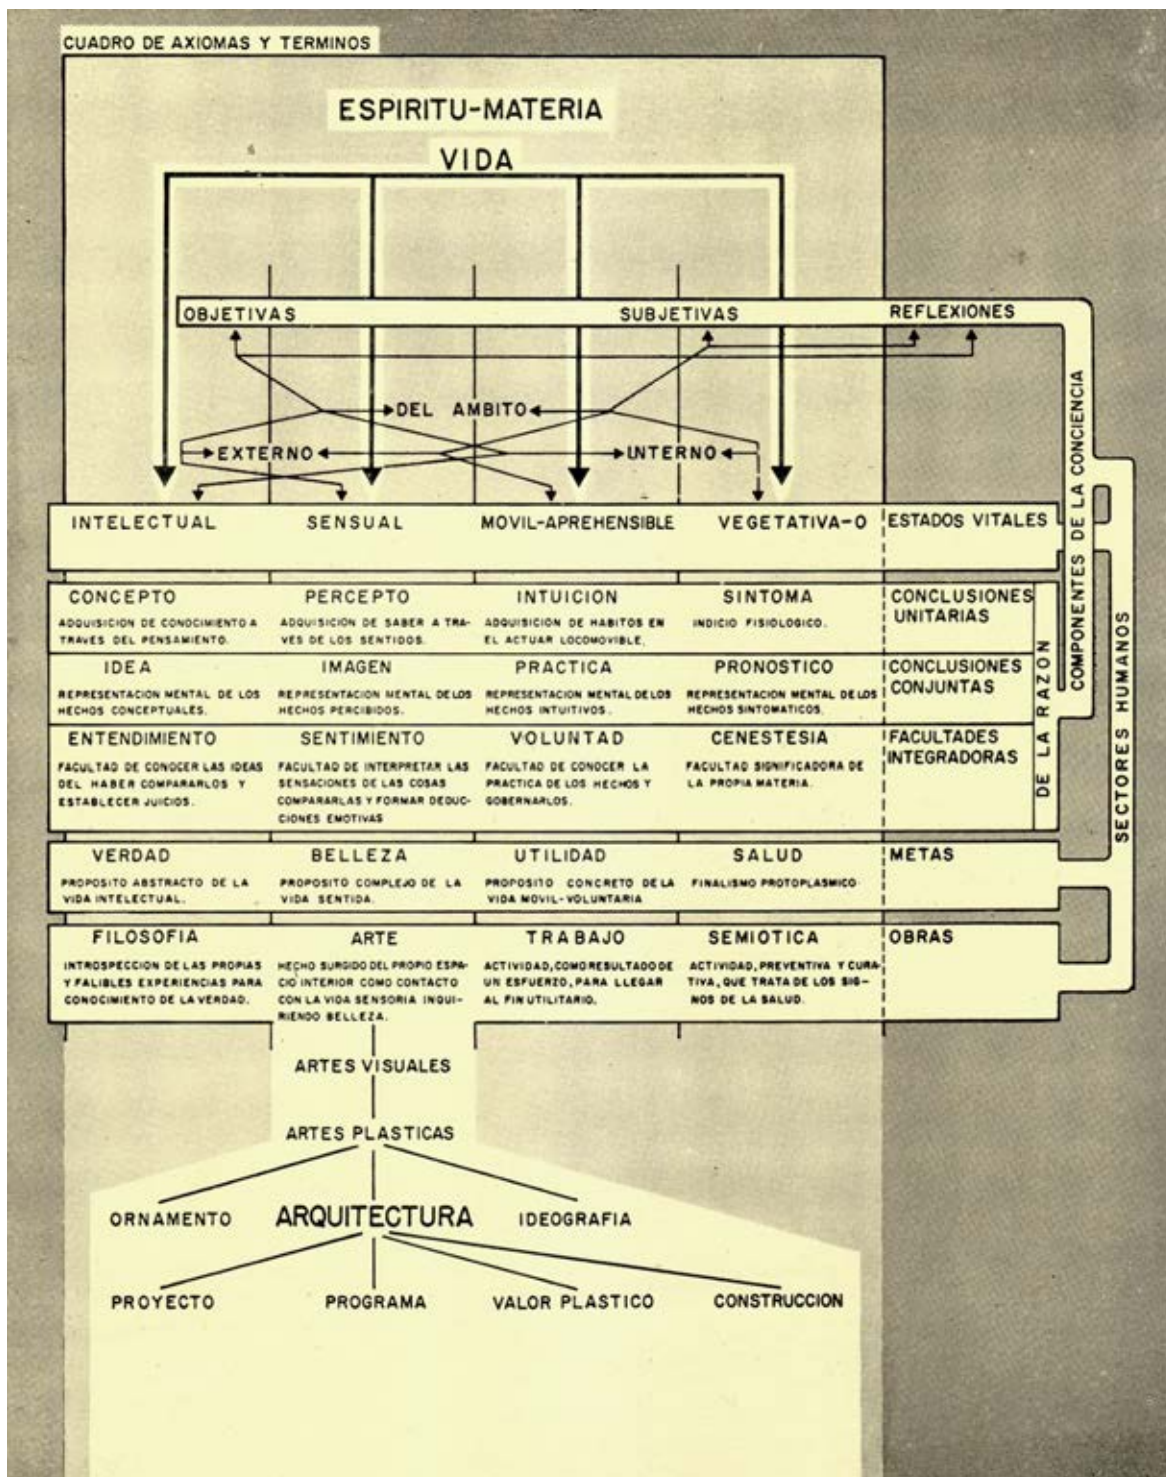 CUADRO DE AXIOMAS Y TERMINOS
ESPIRITU-MATERIA
VIDA
OBJETIVAS
SUBJETIVAS
REFLEXIONES
DEL AMBITO
EXTERNO
INTERNO
COMPONENTES DE LA CONCIENCIA
SECTORES HUMANOS
INTELECTUAL
SENSUAL
MOVIL-APREHENSIBLE
VEGETATIVA-O
ESTADOS VITALES
CONCEPTO
ADQUISICION DE CONOCIMIENTO A
TRAVES DEL PENSAMIENTO.
PERCEPTO
ADQUISICION DE SABER A TRA-
VES DE LOS SENTIDOS.
INTUICION
ADQUISICION DE HABITOS EN
EL ACTUAR LOCOMOVIBLE.
SINTOMA
INDICIO FISIOLOGICO.
CONCLUSIONES
UNITARIAS
DE LA RAZON
IDEA
REPRESENTACION MENTAL DE LOS
HECHOS CONCEPTUALES.
IMAGEN
REPRESENTACION MENTAL DE LOS
HECHOS PERCIBIDOS.
PRACTICA
REPRESENTACION MENTAL DE LOS
HECHOS INTUITIVOS.
PRONOSTICO
REPRESENTACION MENTAL DE LOS
HECHOS SINTOMATICOS.
CONCLUSIONES
CONJUNTAS
ENTENDIMIENTO
FACULTAD DE CONOCER LAS IDEAS
DEL HABER COMPARARLOS Y
ESTABLECER JUICIOS.
SENTIMIENTO
FACULTAD DE INTERPRETAR LAS
SENSACIONES DE LAS COSAS
COMPARARLAS Y FORMAR DEDUC-
CIONES EMOTIVAS
VOLUNTAD
FACULTAD DE CONOCER LA
PRACTICA DE LOS HECHOS Y
GOBERNARLOS.
CENESTESIA
FACULTAD SIGNIFICADORA DE
LA PROPIA MATERIA.
FACULTADES
INTEGRADORAS
VERDAD
PROPOSITO ABSTRACTO DE LA
VIDA INTELECTUAL.
BELLEZA
PROPOSITO COMPLEJO DE LA
VIDA SENTIDA.
UTILIDAD
PROPOSITO CONCRETO DE LA
VIDA MOVIL-VOLUNTARIA
SALUD
FINALISMO PROTOPLASMICO.
METAS
FILOSOFIA
INTROSPECCION DE LAS PROPIAS
Y FALIBLES EXPERIENCIAS PARA
CONOCIMIENTO DE LA VERDAD.
ARTE
HECHO SURGIDO DEL PROPIO ESPA-
CIO INTERIOR COMO CONTACTO
CON LA VIDA SENSORIA INQUI-
RIENDO BELLEZA.
TRABAJO
ACTIVIDAD, COMO RESULTADO DE
UN ESFUERZO, PARA LLEGAR
AL FIN UTILITARIO.
SEMIOTICA
ACTIVIDAD, PREVENTIVA Y CURA-
TIVA, QUE TRATA DE LOS SIG-
NOS DE LA SALUD.
OBRAS
ARTES VISUALES
ARTES PLASTICAS
ORNAMENTO
ARQUITECTURA
IDEOGRAFIA
PROYECTO
PROGRAMA
VALOR PLASTICO
CONSTRUCCION